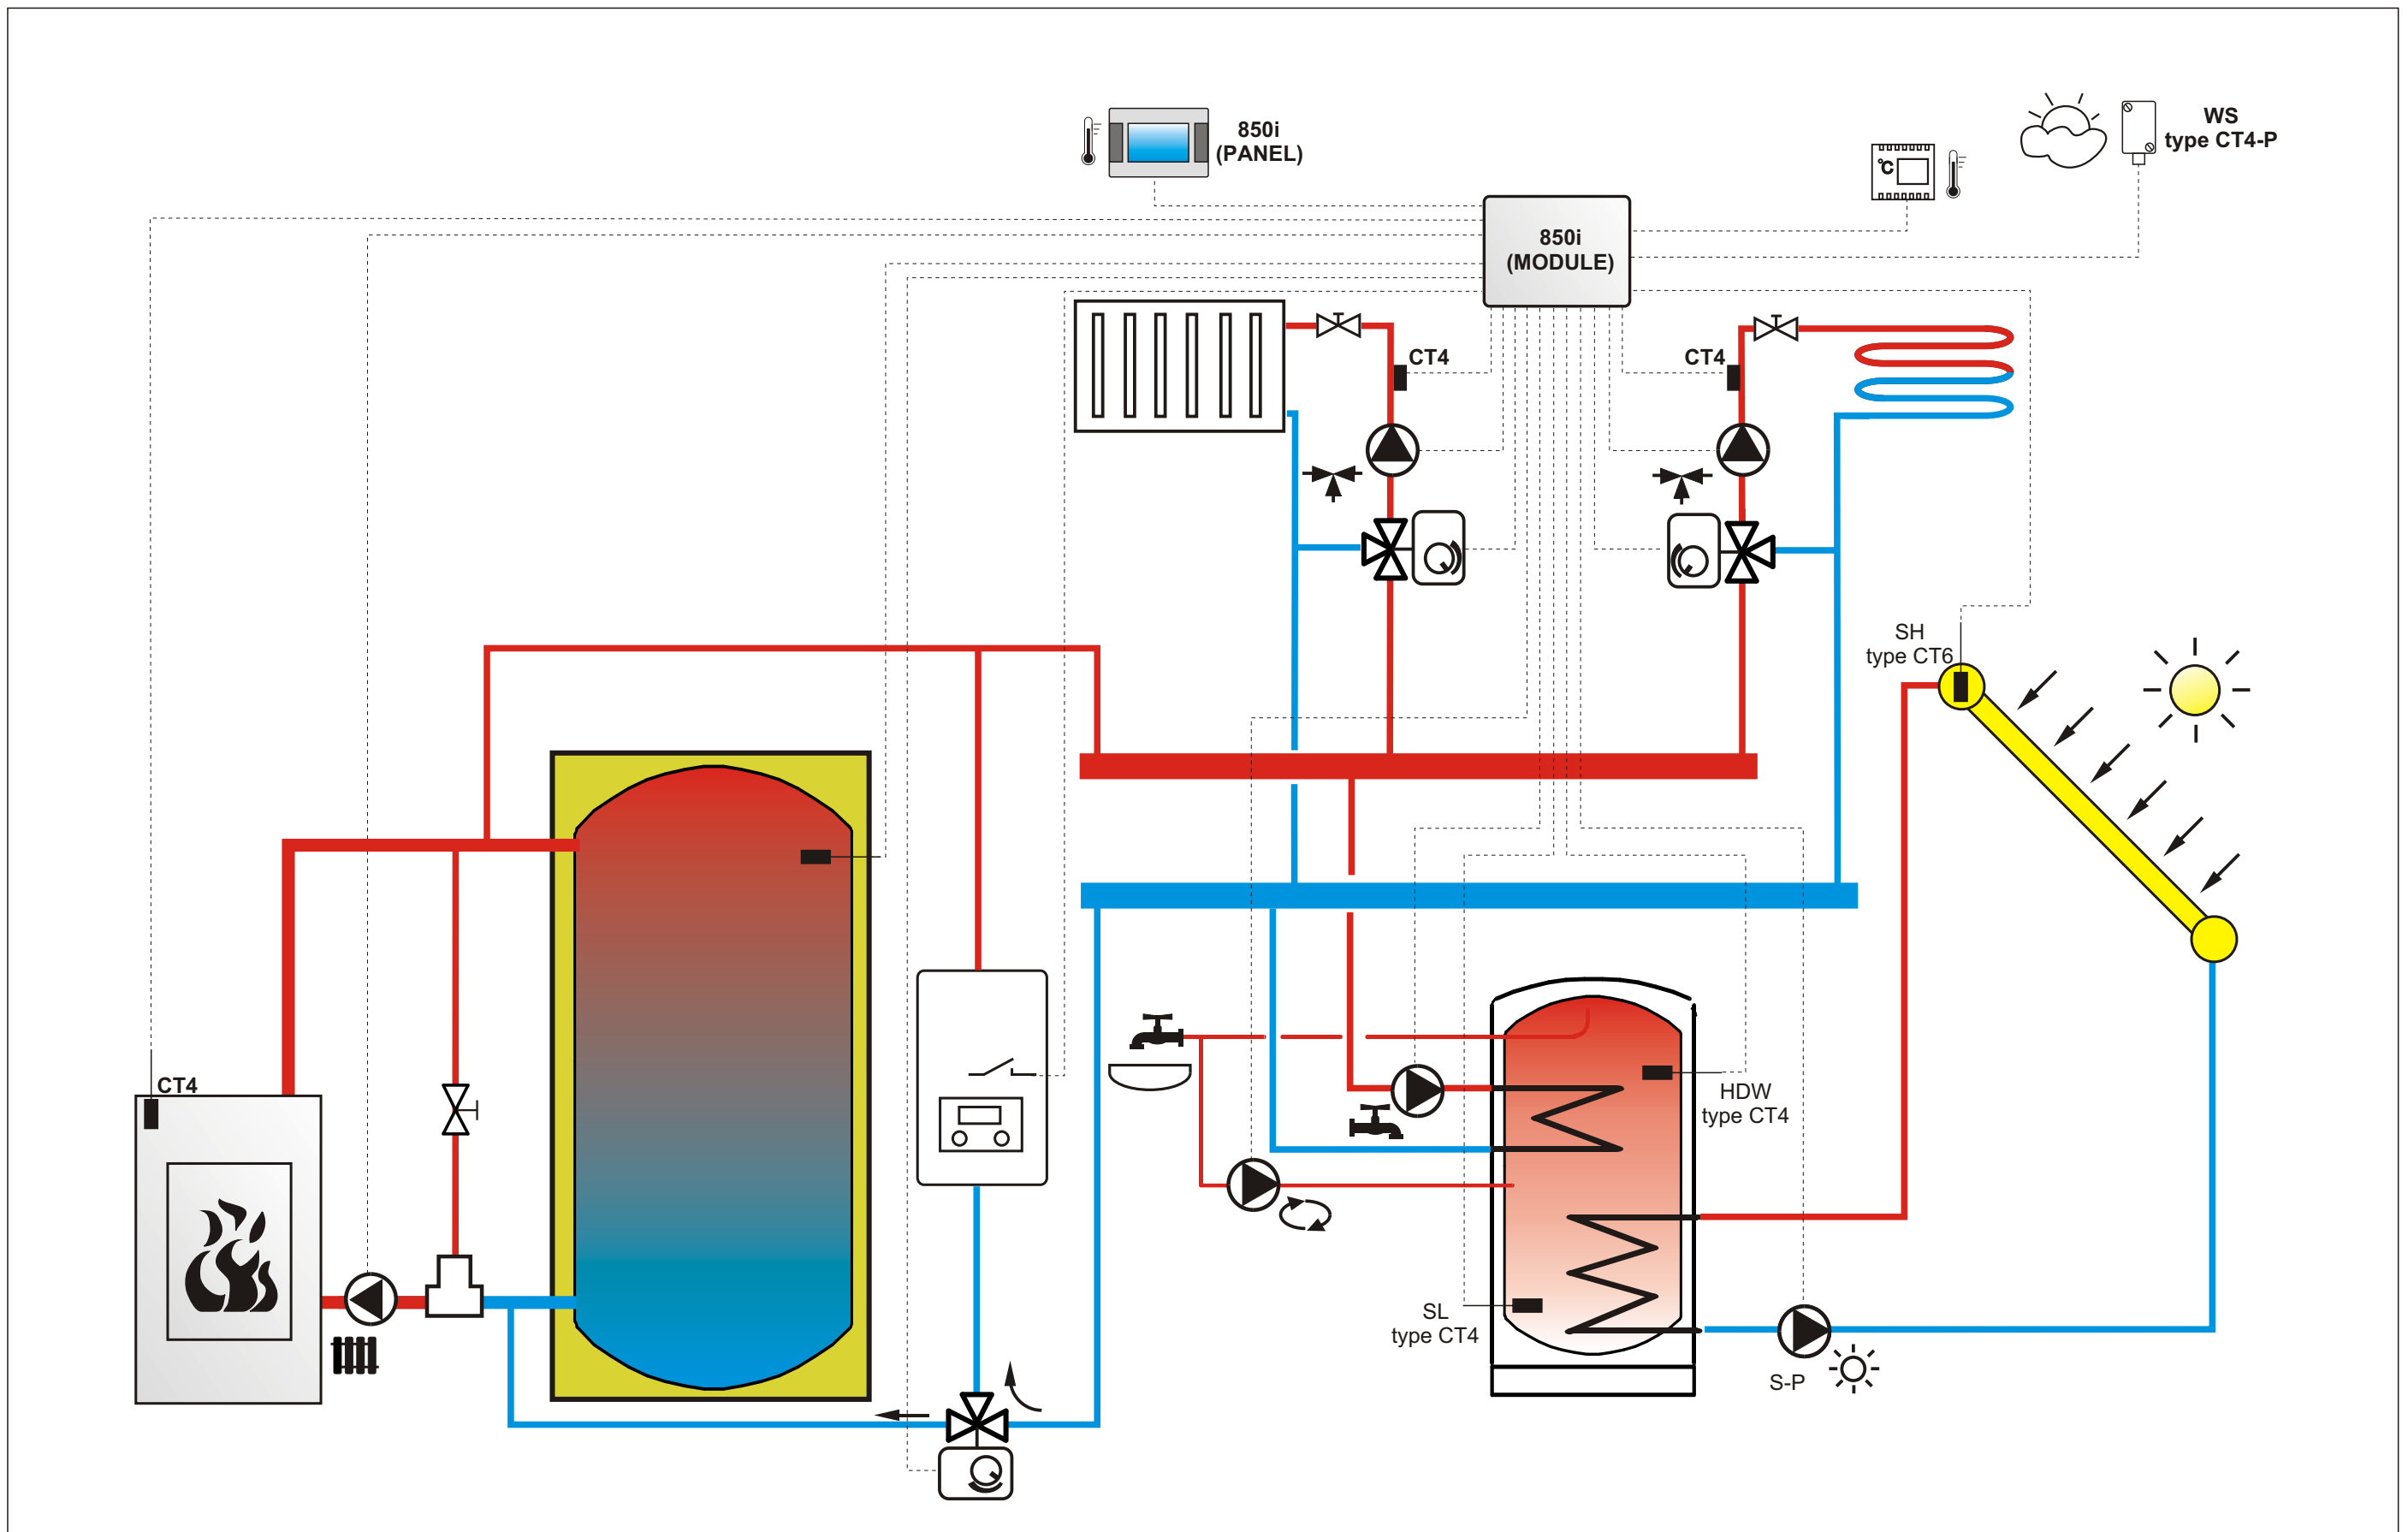 850i
(PANEL)
WS
type CT4-P
°C
850i
(MODULE)
CT4
CT4
SH
type CT6
CT4
HDW
type CT4
SL
type CT4
S-P